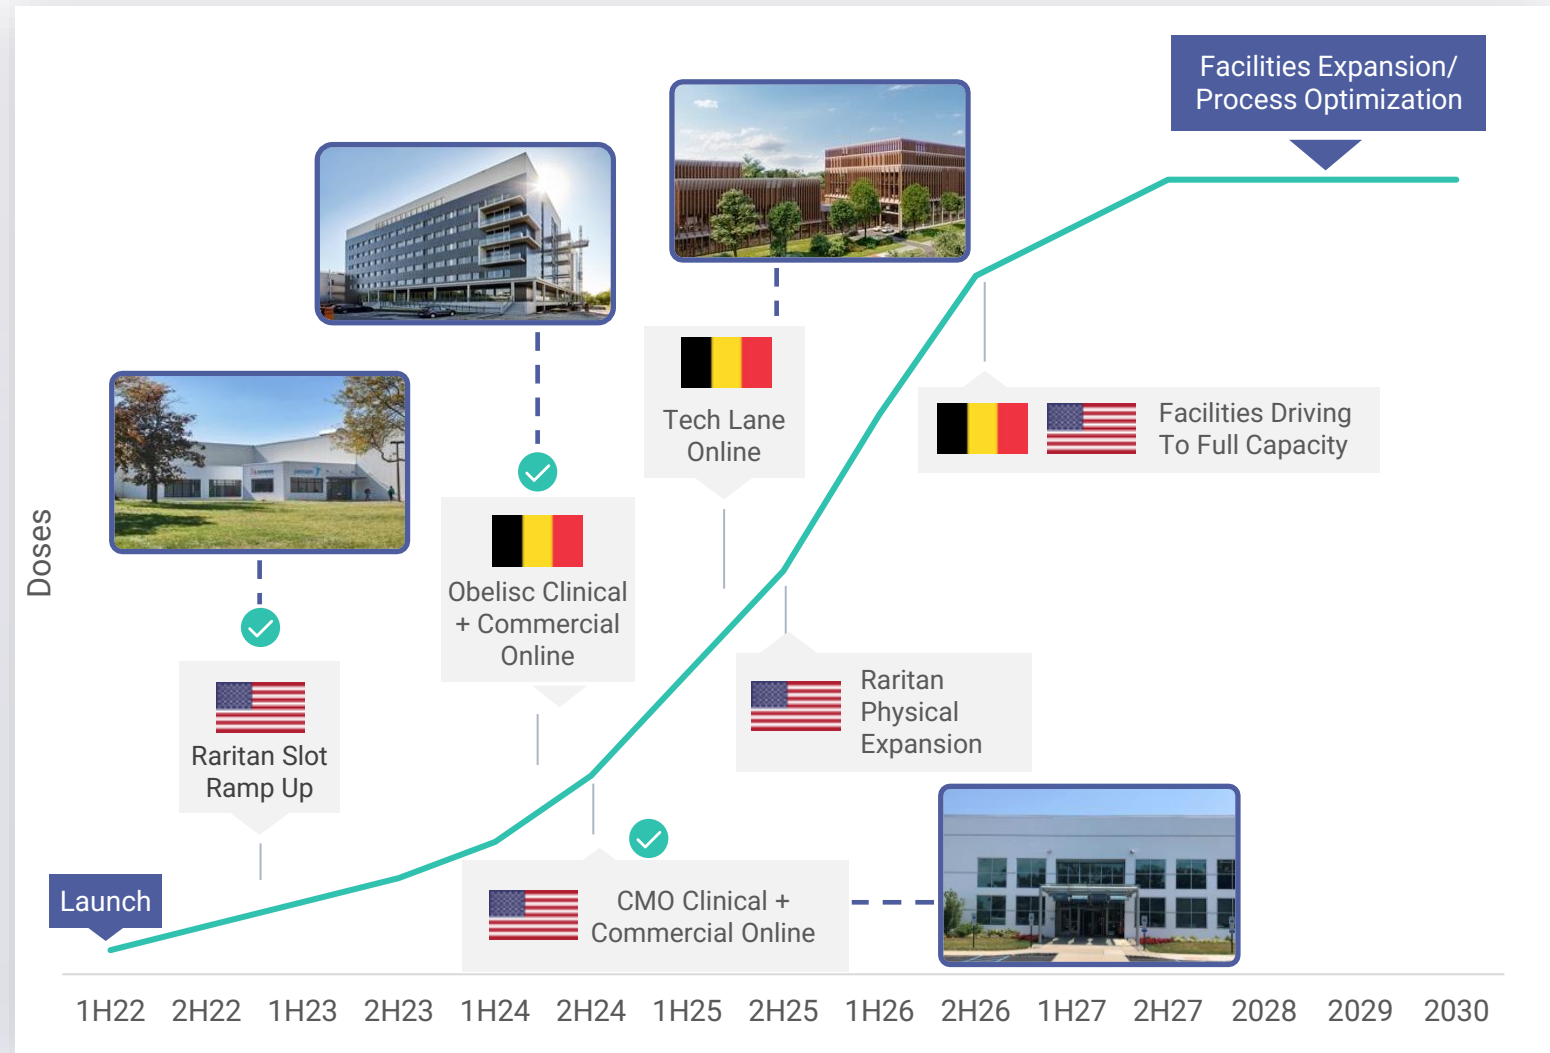 Facilities Expansion/
Process Optimization
Tech Lane
Online
Facilities Driving
To Full Capacity
Obelisc Clinical
+ Commercial
Online
Raritan
Physical
Expansion
Raritan Slot
Ramp Up
Launch
CMO Clinical +
Commercial Online
Doses
1H22 2H22 1H23 2H23 1H24 2H24 1H25 2H25 1H26 2H26 1H27 2H27 2028 2029 2030